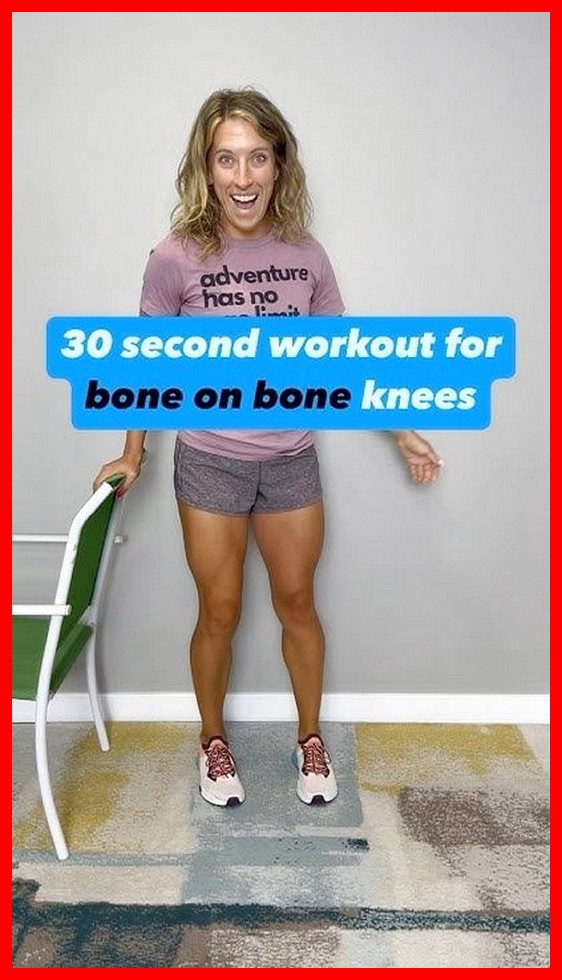 adventure
has no
30 second workout for
bone on bone knees